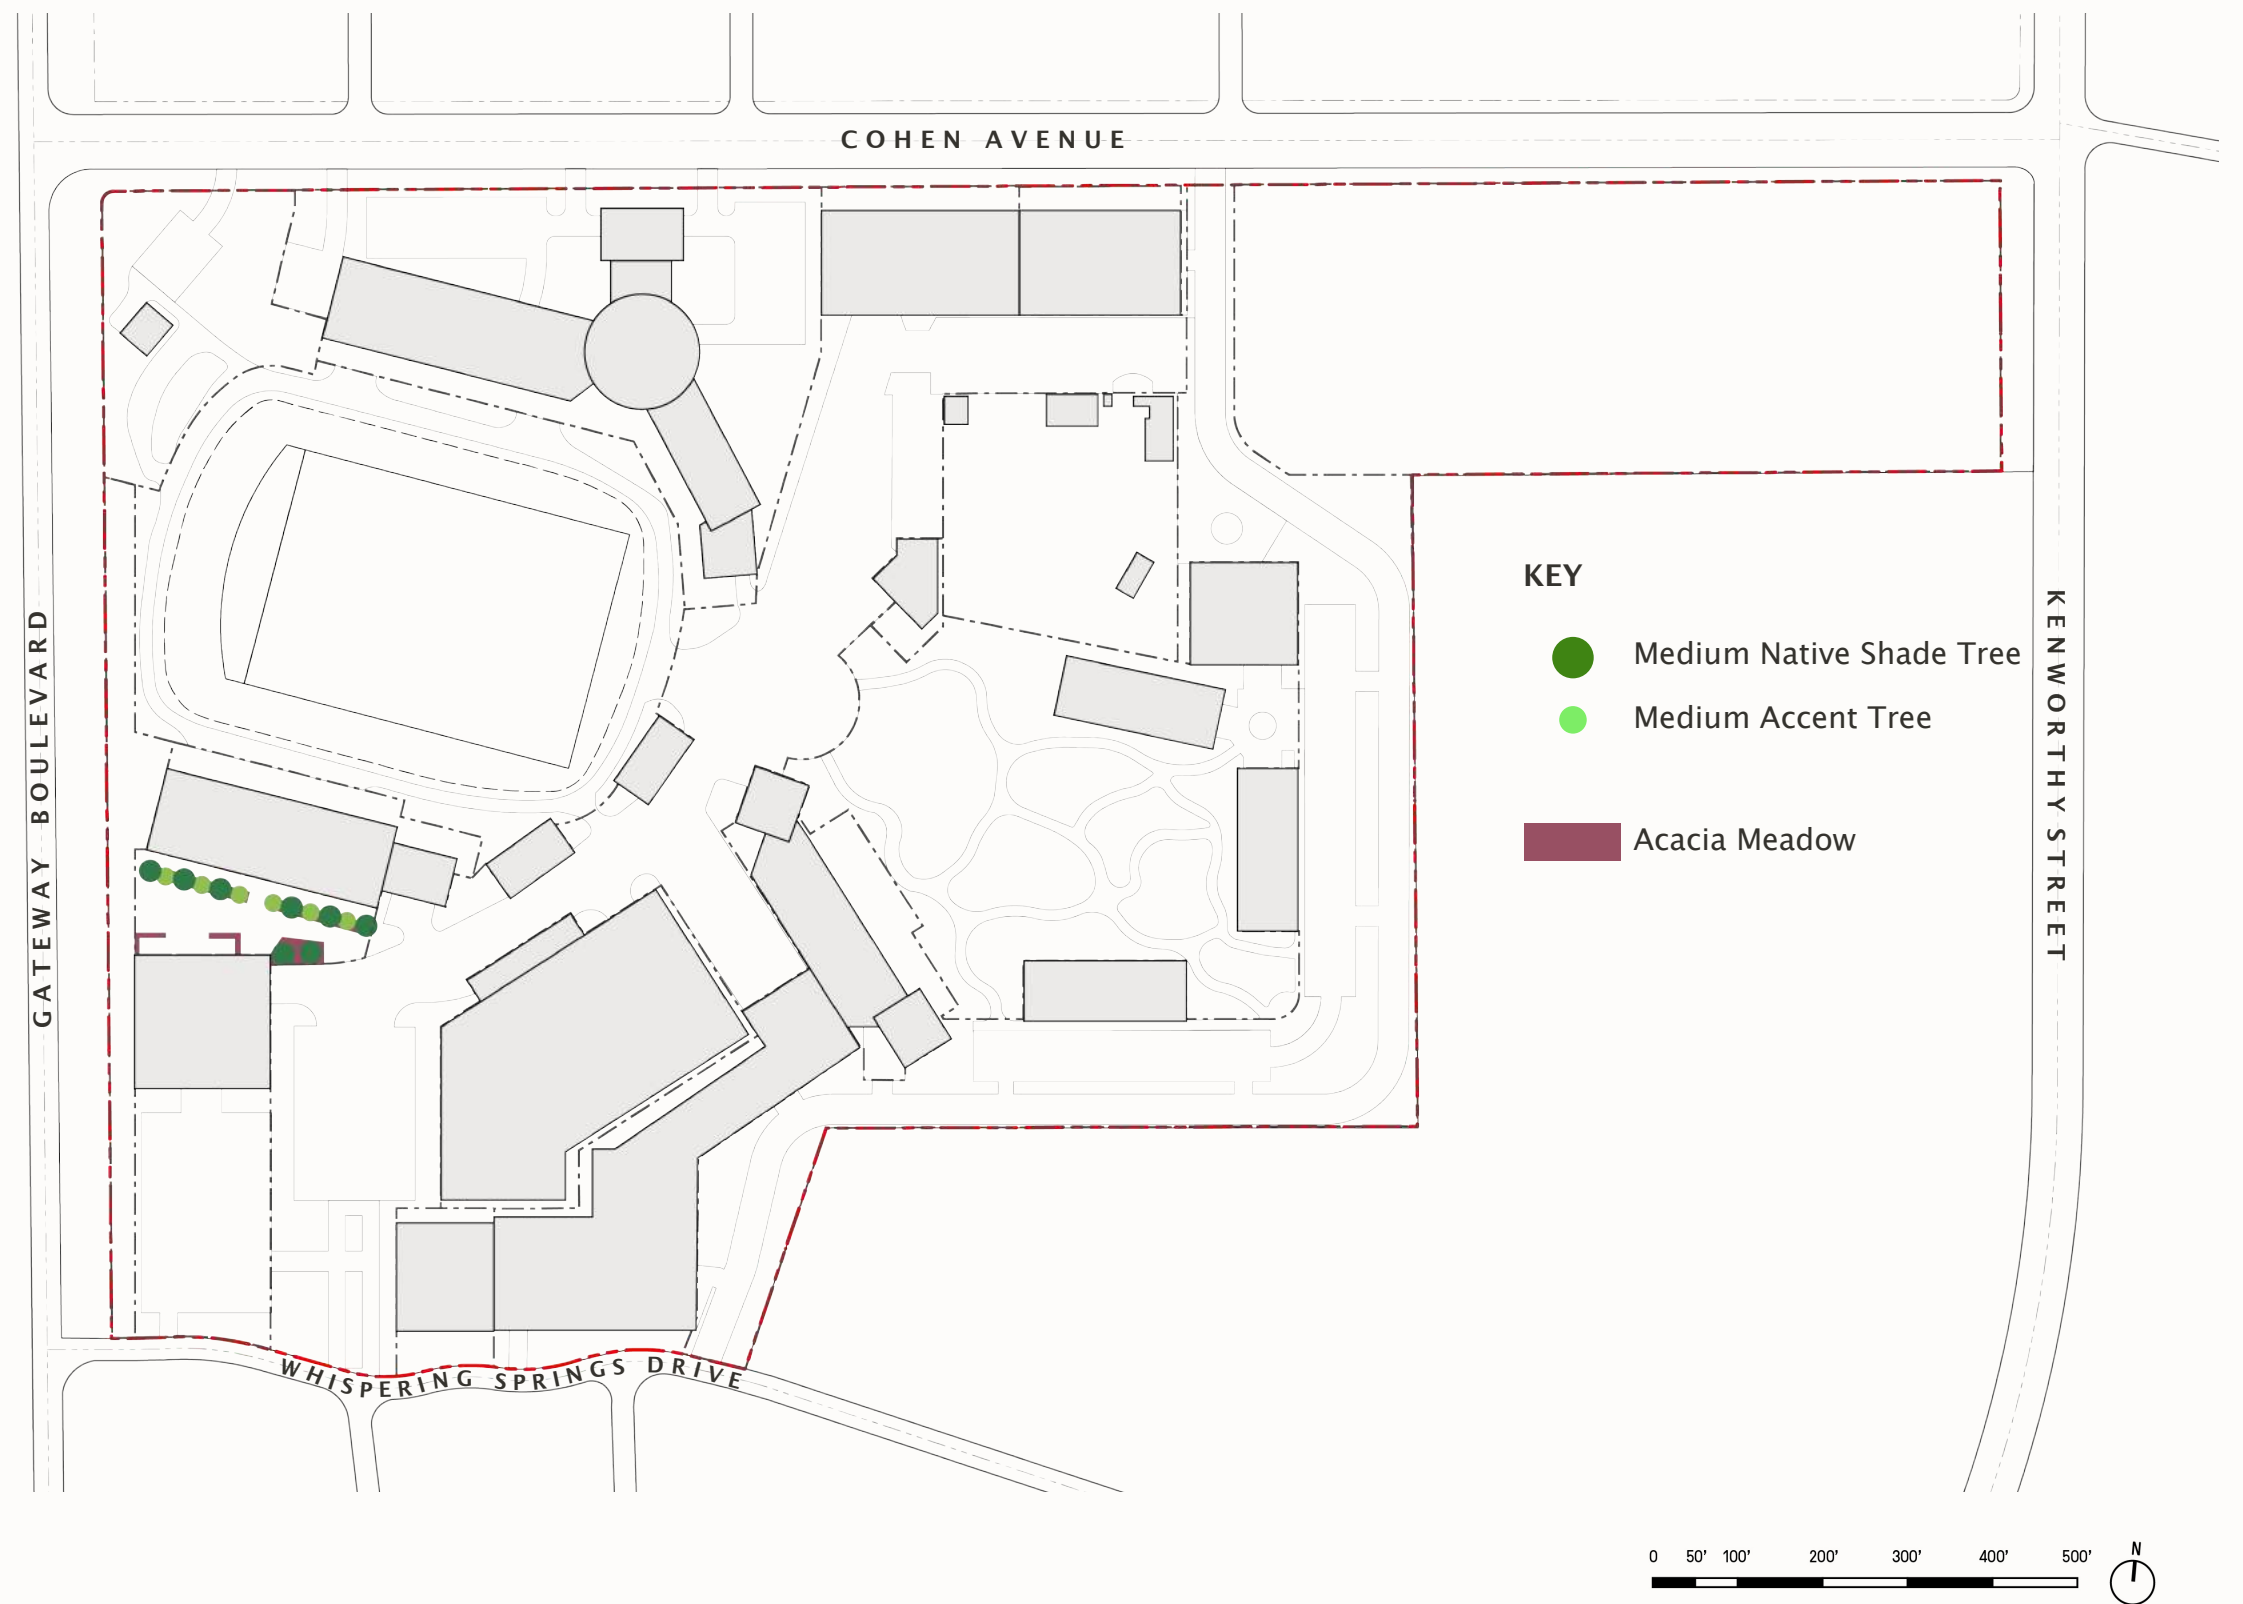 COHEN AVENUE
GATEWAY BOULEVARD
KENWORTHY STREET
KEY
Medium Native Shade Tree
Medium Accent Tree
Acacia Meadow
WHISPERING SPRINGS DRIVE
0 50' 100' 200' 300' 400' 500'
N